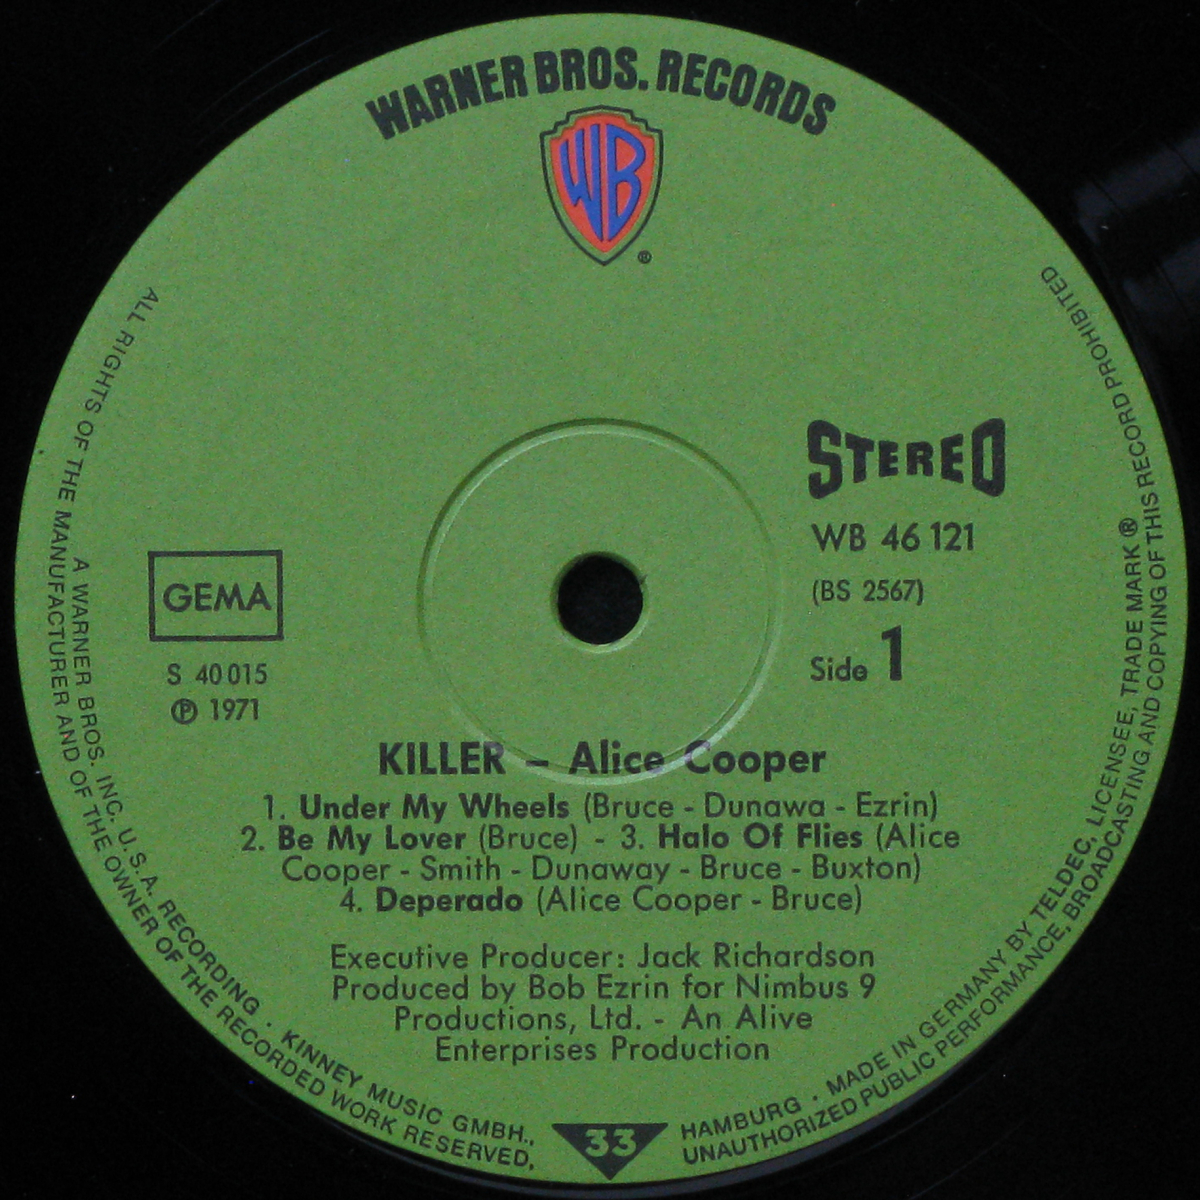 WARNER BROS. RECORDS
WB
®
STEREO
WB 46 121
(BS 2567)
Side 1
GEMA
S 40 015
℗ 1971
KILLER – Alice Cooper
1. Under My Wheels (Bruce - Dunawa - Ezrin)
2. Be My Lover (Bruce) - 3. Halo Of Flies (Alice
Cooper - Smith - Dunaway - Bruce - Buxton)
4. Deperado (Alice Cooper - Bruce)
Executive Producer: Jack Richardson
Produced by Bob Ezrin for Nimbus 9
Productions, Ltd. - An Alive
Enterprises Production
33
ALL RIGHTS OF THE MANUFACTURER AND OF THE OWNER OF THE RECORDED WORK RESERVED, UNAUTHORIZED PUBLIC PERFORMANCE, BROADCASTING AND COPYING OF THIS RECORD PROHIBITED
A WARNER BROS. INC. U.S.A. RECORDING · KINNEY MUSIC GMBH., HAMBURG · MADE IN GERMANY BY TELDEC, LICENSEE, TRADE MARK ®